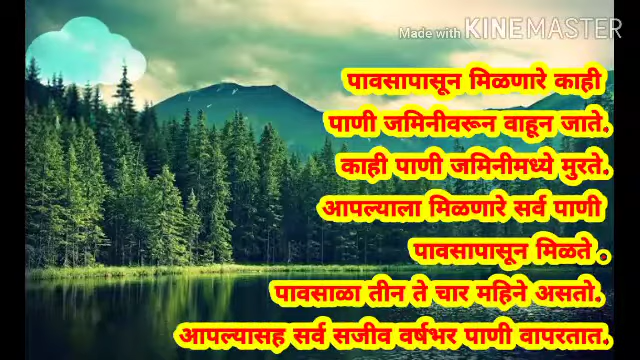 Made with KINEMASTER
पावसापासून मिळणारे काही
पाणी जमिनीवरून वाहून जाते.
काही पाणी जमिनीमध्ये मुरते.
आपल्याला मिळणारे सर्व पाणी
पावसापासून मिळते .
पावसाळा तीन ते चार महिने असतो.
आपल्यासह सर्व सजीव वर्षभर पाणी वापरतात.